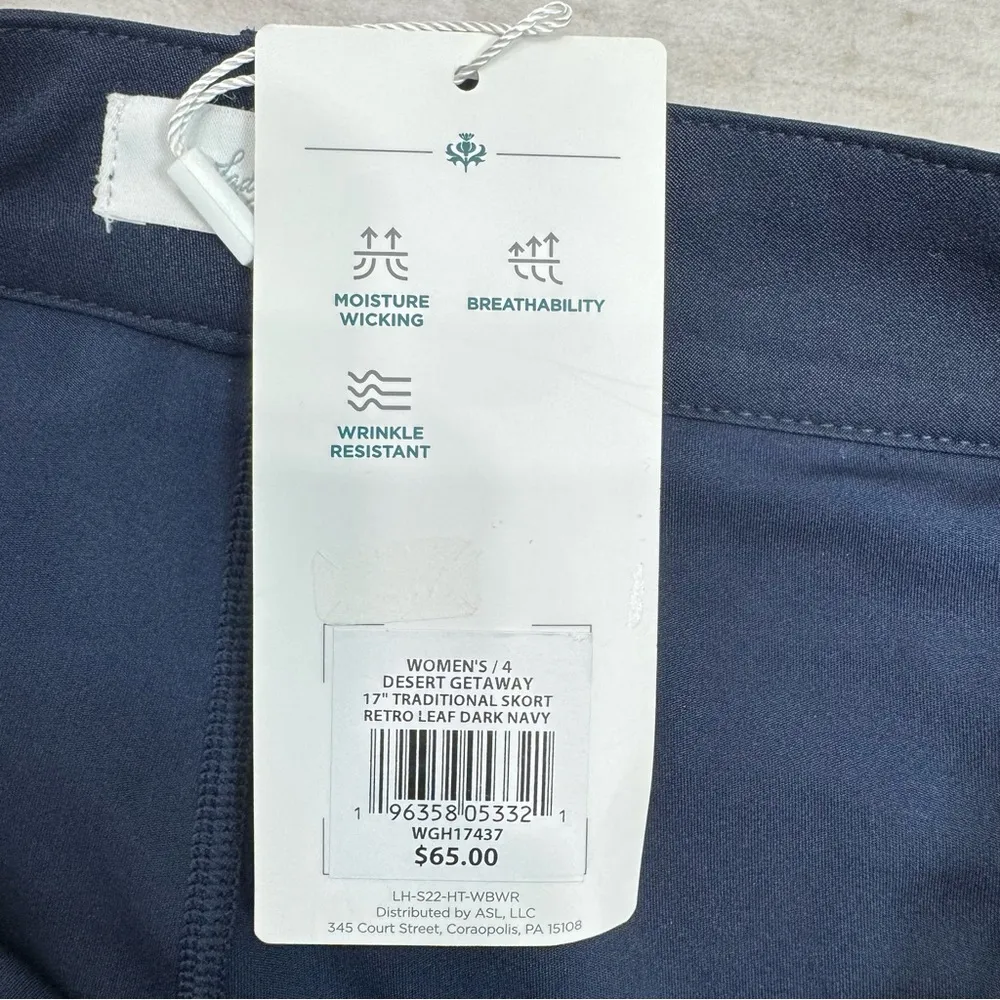 MOISTURE
WICKING
BREATHABILITY
WRINKLE
RESISTANT
WOMEN'S / 4
DESERT GETAWAY
17" TRADITIONAL SKORT
RETRO LEAF DARK NAVY
1 96358 05332 1
WGH17437
$65.00
LH-S22-HT-WBWR
Distributed by ASL, LLC
345 Court Street, Coraopolis, PA 15108